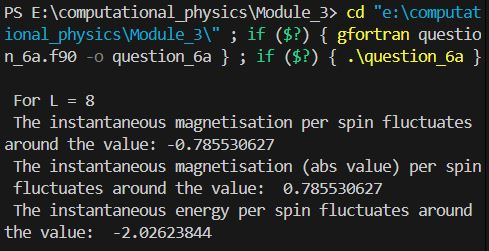 PS E:\computational_physics\Module_3> cd "e:\computat
ional_physics\Module_3\" ; if ($?) { gfortran questio
n_6a.f90 -o question_6a } ; if ($?) { .\question_6a }
For L = 8
The instantaneous magnetisation per spin fluctuates
around the value: -0.785530627
The instantaneous magnetisation (abs value) per spin
fluctuates around the value:  0.785530627
The instantaneous energy per spin fluctuates around
the value:  -2.02623844